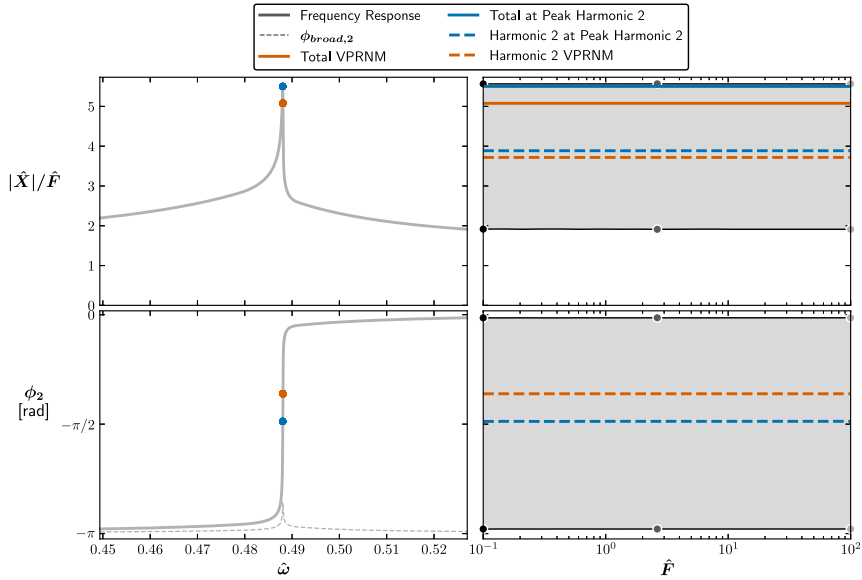 Frequency Response
ϕ_broad,2
Total VPRNM
Total at Peak Harmonic 2
Harmonic 2 at Peak Harmonic 2
Harmonic 2 VPRNM
|X̂|/F̂
5
4
3
2
1
0
ϕ₂
[rad]
0
−π/2
−π
0.45 0.46 0.47 0.48 0.49 0.50 0.51 0.52
ω̂
10⁻¹ 10⁰ 10¹ 10²
F̂